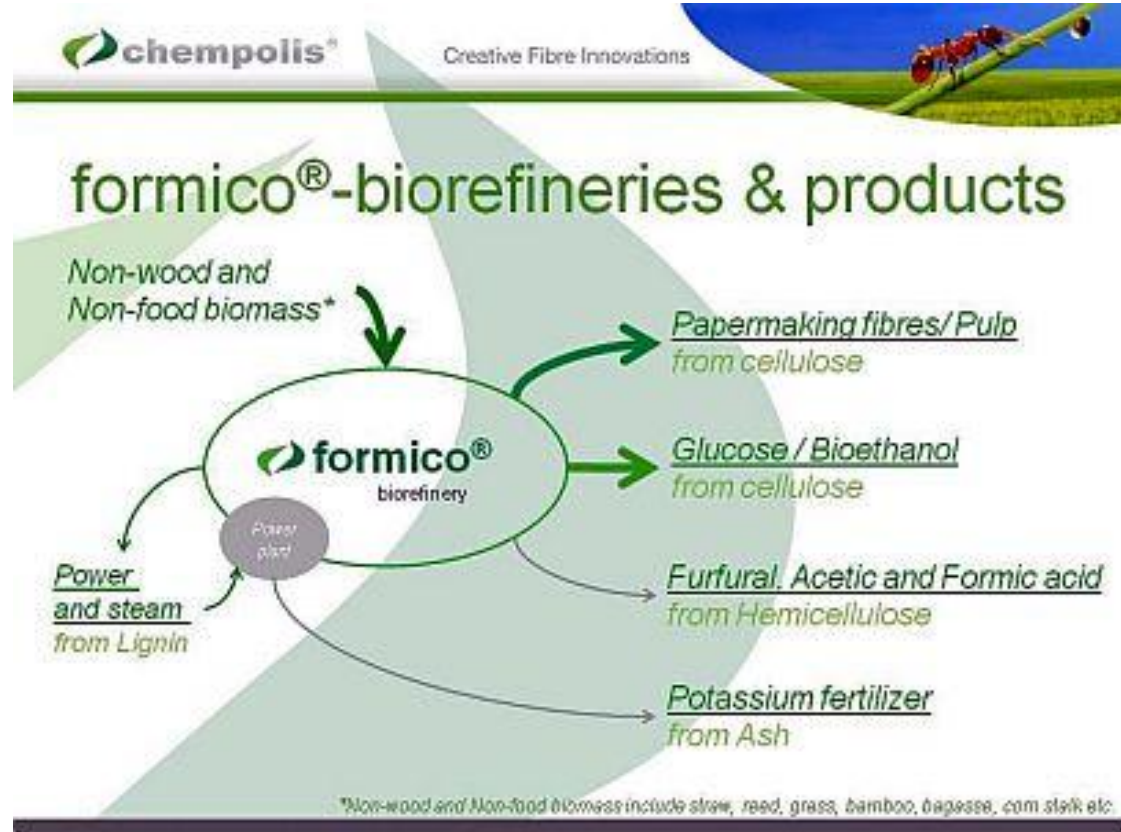 chempolis®
Creative Fibre Innovations
formico®-biorefineries & products
Non-wood and
Non-food biomass*
Papermaking fibres/ Pulp
from cellulose
formico®
biorefinery
Glucose / Bioethanol
from cellulose
Power
plant
Power
and steam
from Lignin
Furfural. Acetic and Formic acid
from Hemicellulose
Potassium fertilizer
from Ash
*Non-wood and Non-food biomass include straw, reed, grass, bamboo, bagasse, corn stalk etc.